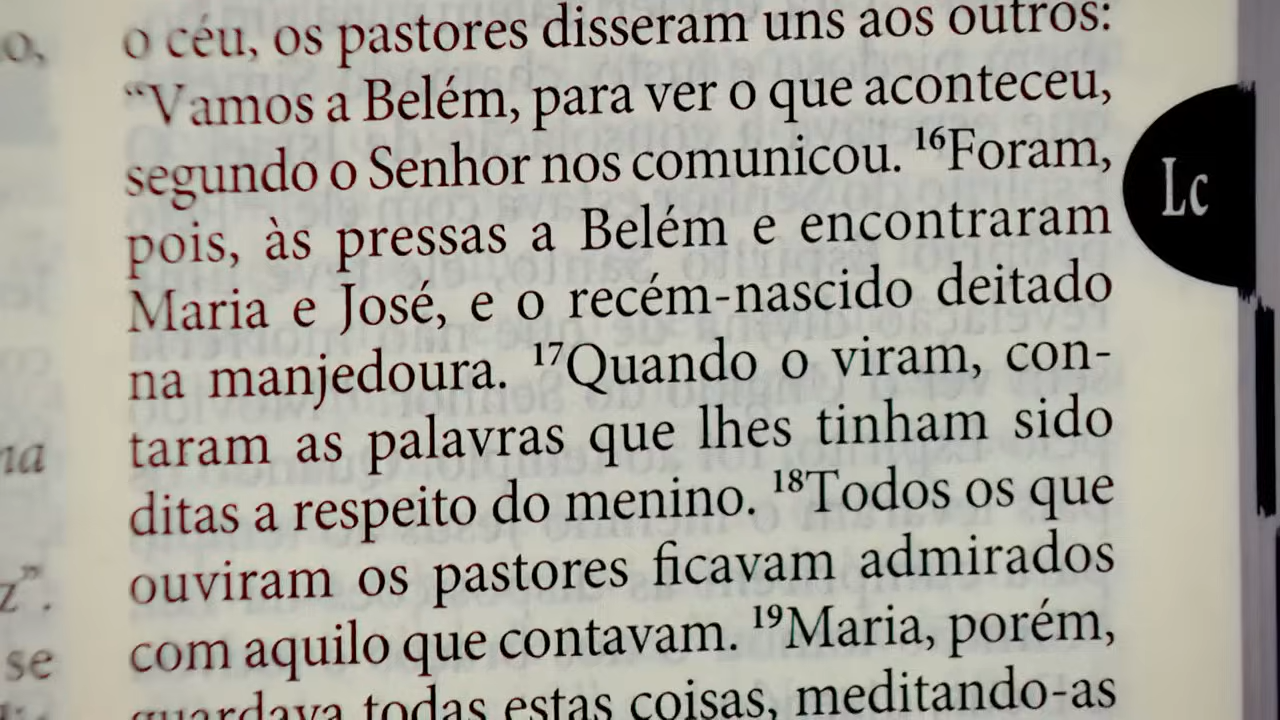 o céu, os pastores disseram uns aos outros:
“Vamos a Belém, para ver o que aconteceu,
segundo o Senhor nos comunicou. ¹⁶Foram,
pois, às pressas a Belém e encontraram
Maria e José, e o recém-nascido deitado
na manjedoura. ¹⁷Quando o viram, con-
taram as palavras que lhes tinham sido
ditas a respeito do menino. ¹⁸Todos os que
ouviram os pastores ficavam admirados
com aquilo que contavam. ¹⁹Maria, porém,
guardava todas estas coisas, meditando-as
Lc
o,
z”.
se